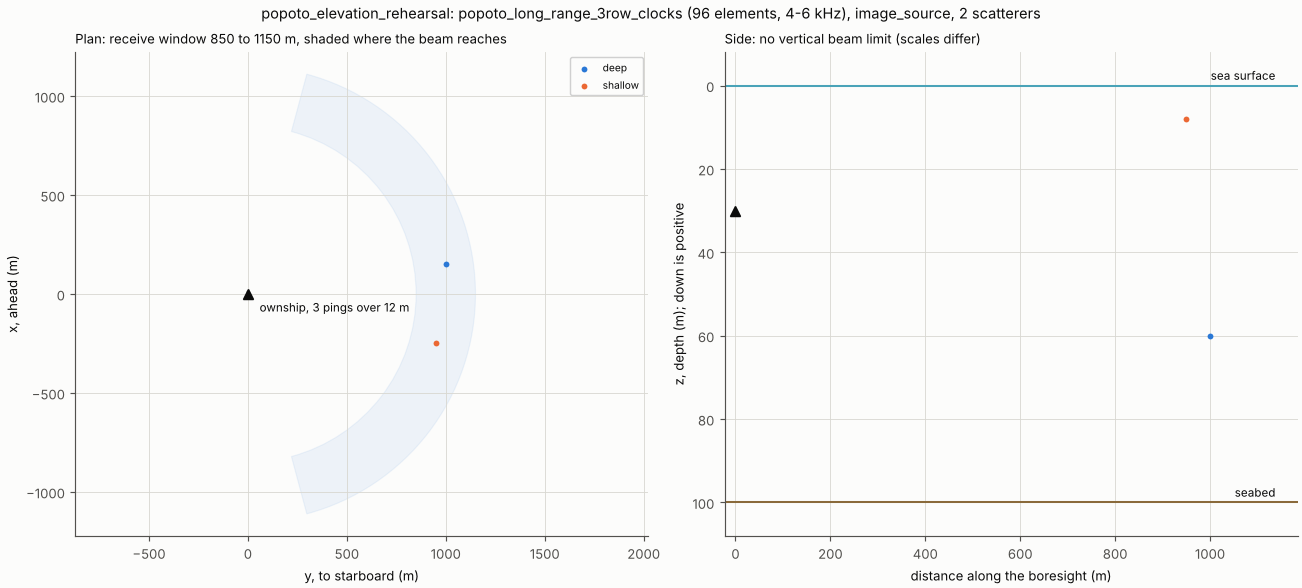 popoto_elevation_rehearsal: popoto_long_range_3row_clocks (96 elements, 4-6 kHz), image_source, 2 scatterers
Plan: receive window 850 to 1150 m, shaded where the beam reaches
deep
shallow
1000
500
0
−500
−1000
x, ahead (m)
ownship, 3 pings over 12 m
−500
0
500
1000
1500
2000
y, to starboard (m)
Side: no vertical beam limit (scales differ)
sea surface
0
20
40
60
80
100
z, depth (m); down is positive
seabed
0
200
400
600
800
1000
distance along the boresight (m)